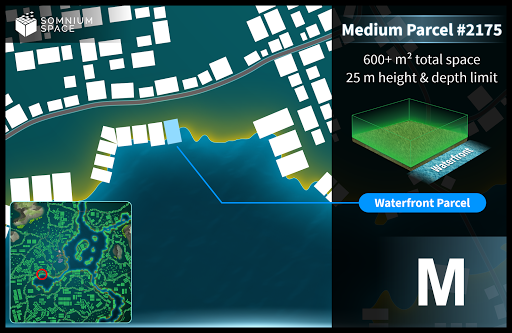 SOMNIUM
SPACE
Medium Parcel #2175
600+ m² total space
25 m height & depth limit
Waterfront
Waterfront Parcel
M